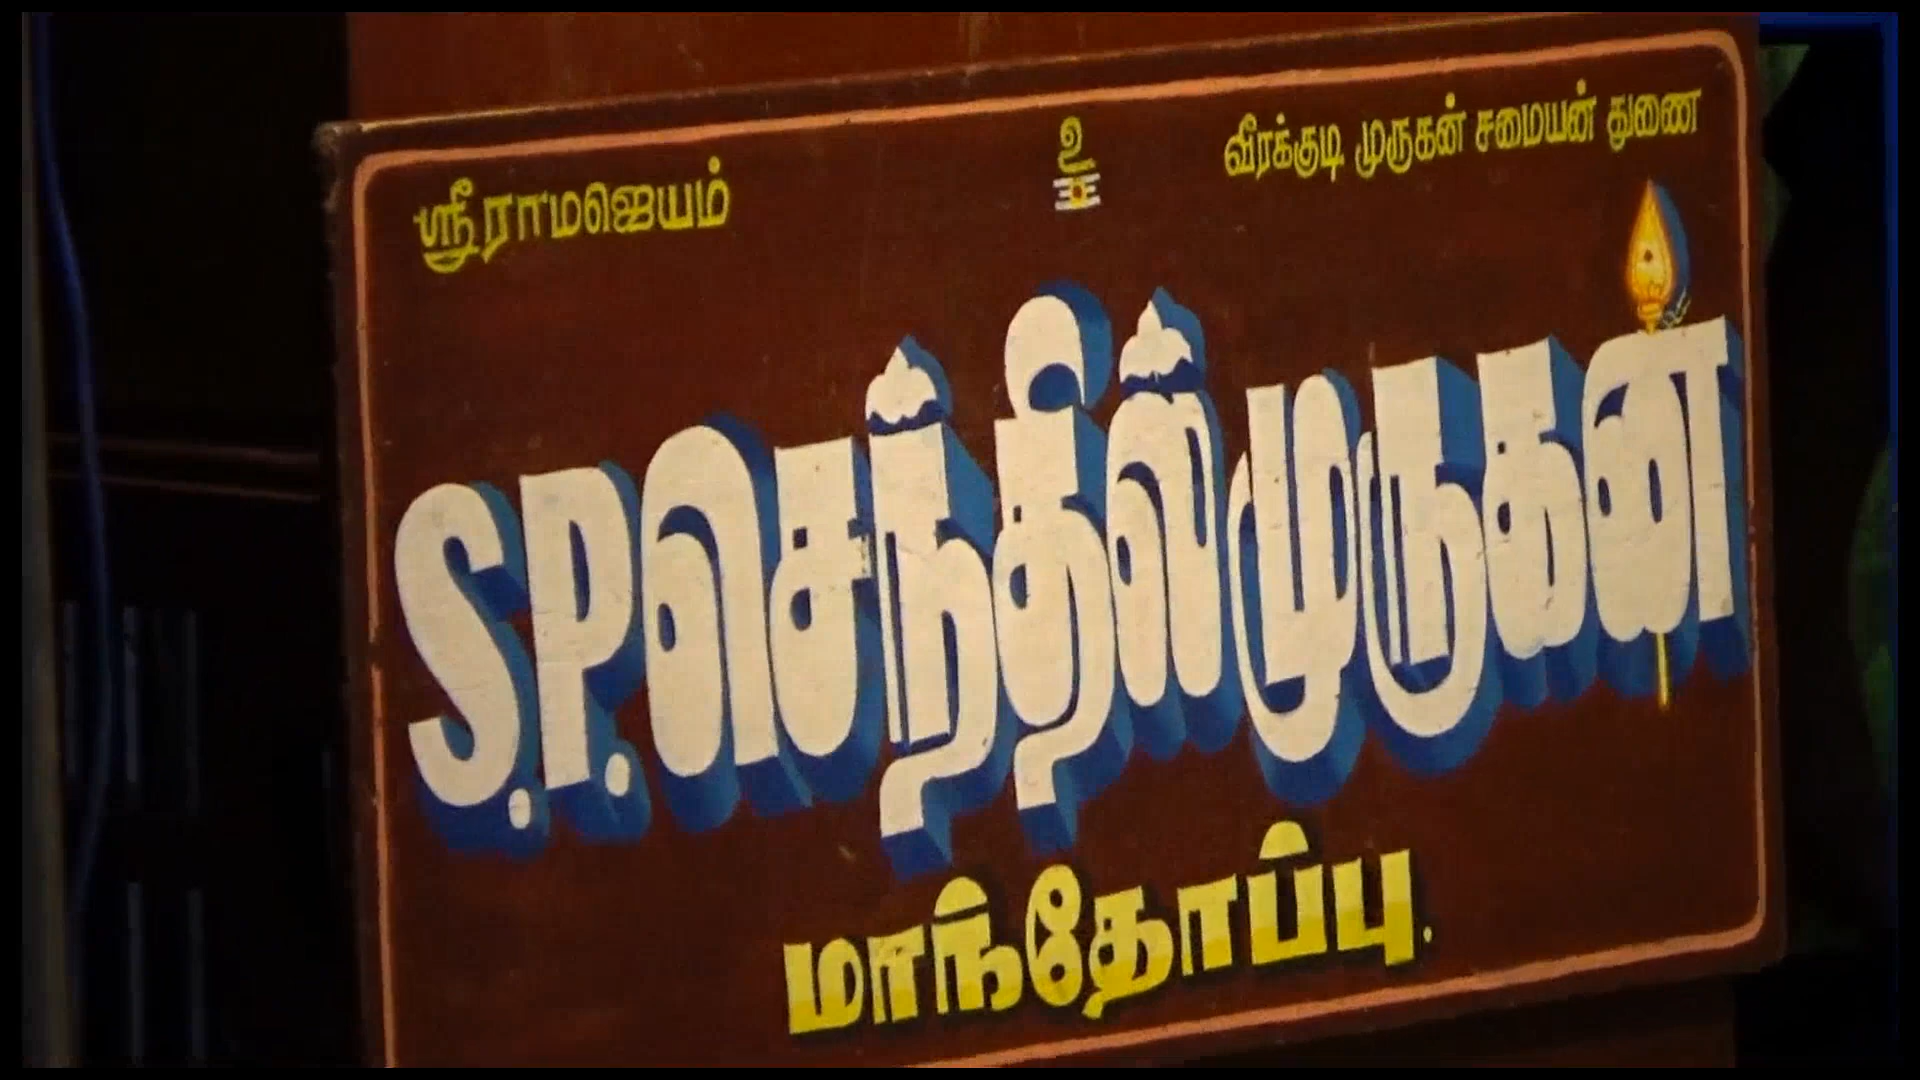 ஸ்ரீராமஜெயம் உ வீரக்குடி முருகன் சமையன் துணை
S.P.செந்தில்முருகன்
மாந்தோப்பு.